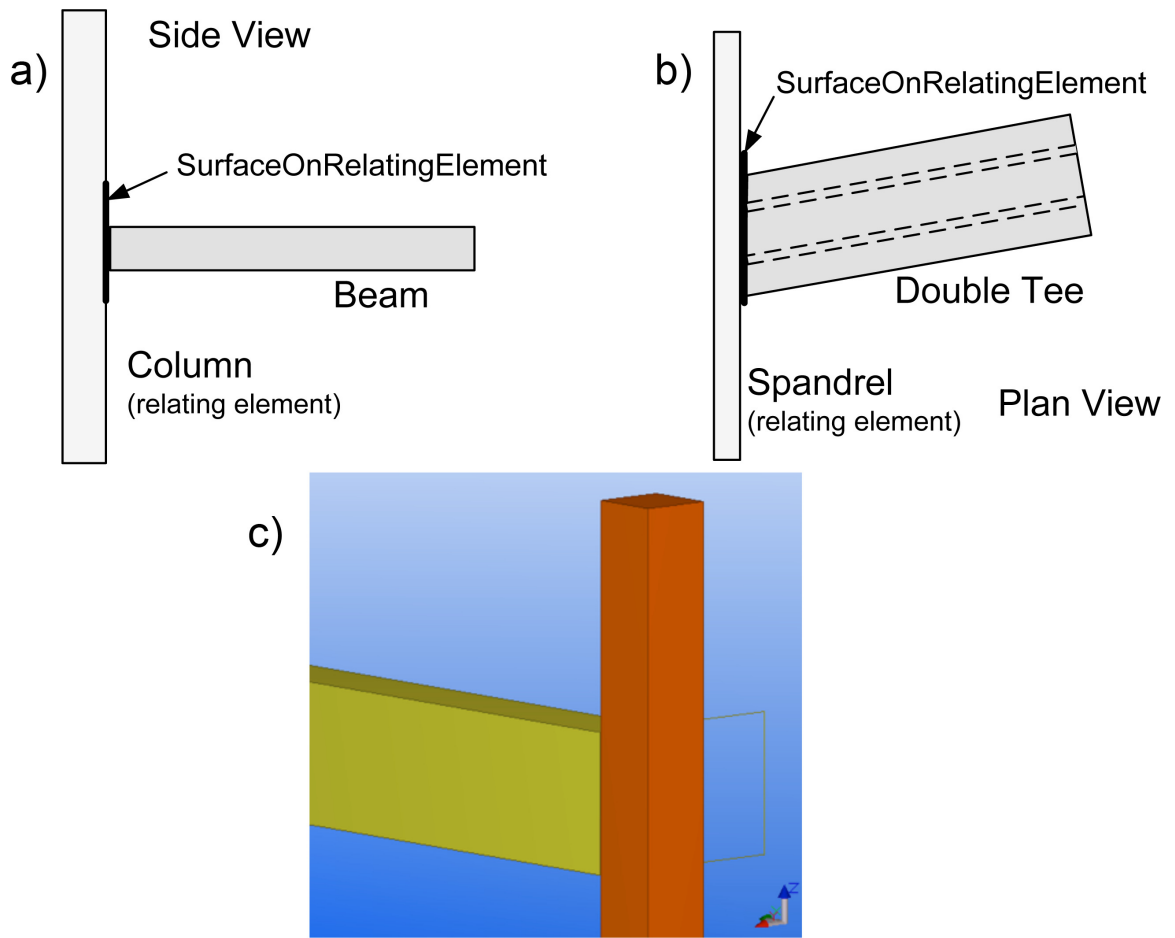 a)
Side View
SurfaceOnRelatingElement
Beam
Column
(relating element)
b)
SurfaceOnRelatingElement
Double Tee
Spandrel
(relating element)
Plan View
c)
Z